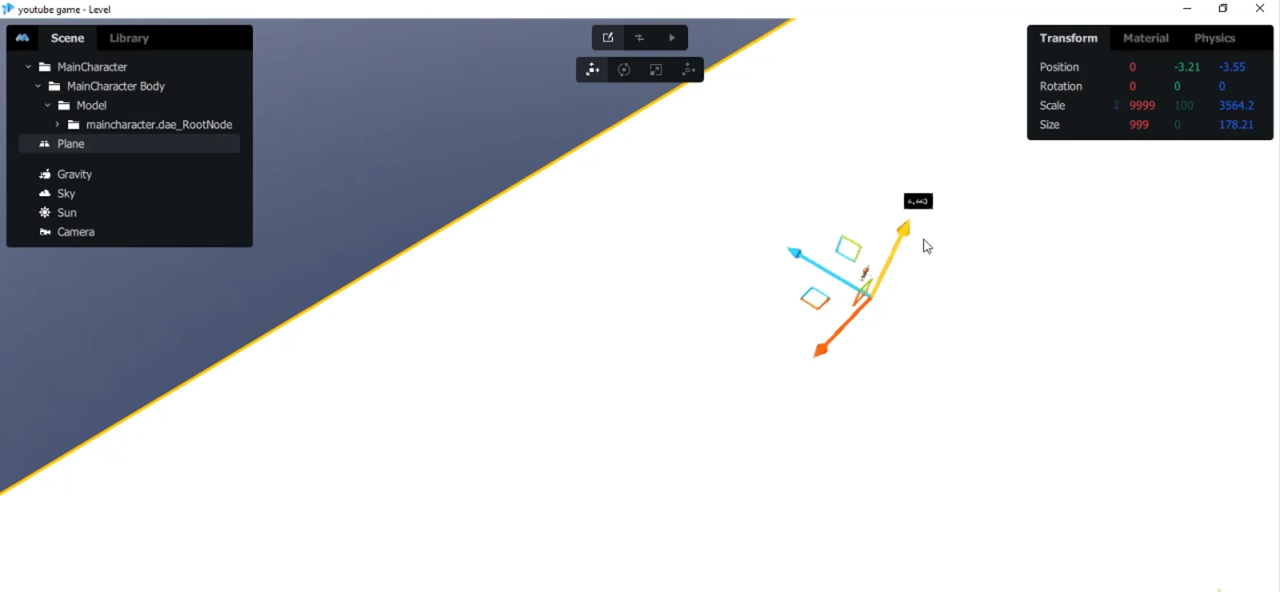 youtube game - Level
Scene
Library
MainCharacter
MainCharacter Body
Model
maincharacter.dae_RootNode
Plane
Gravity
Sky
Sun
Camera
Transform
Material
Physics
Position 0 -3.21 -3.55
Rotation 0 0 0
Scale 9999 100 3564.2
Size 999 0 178.21